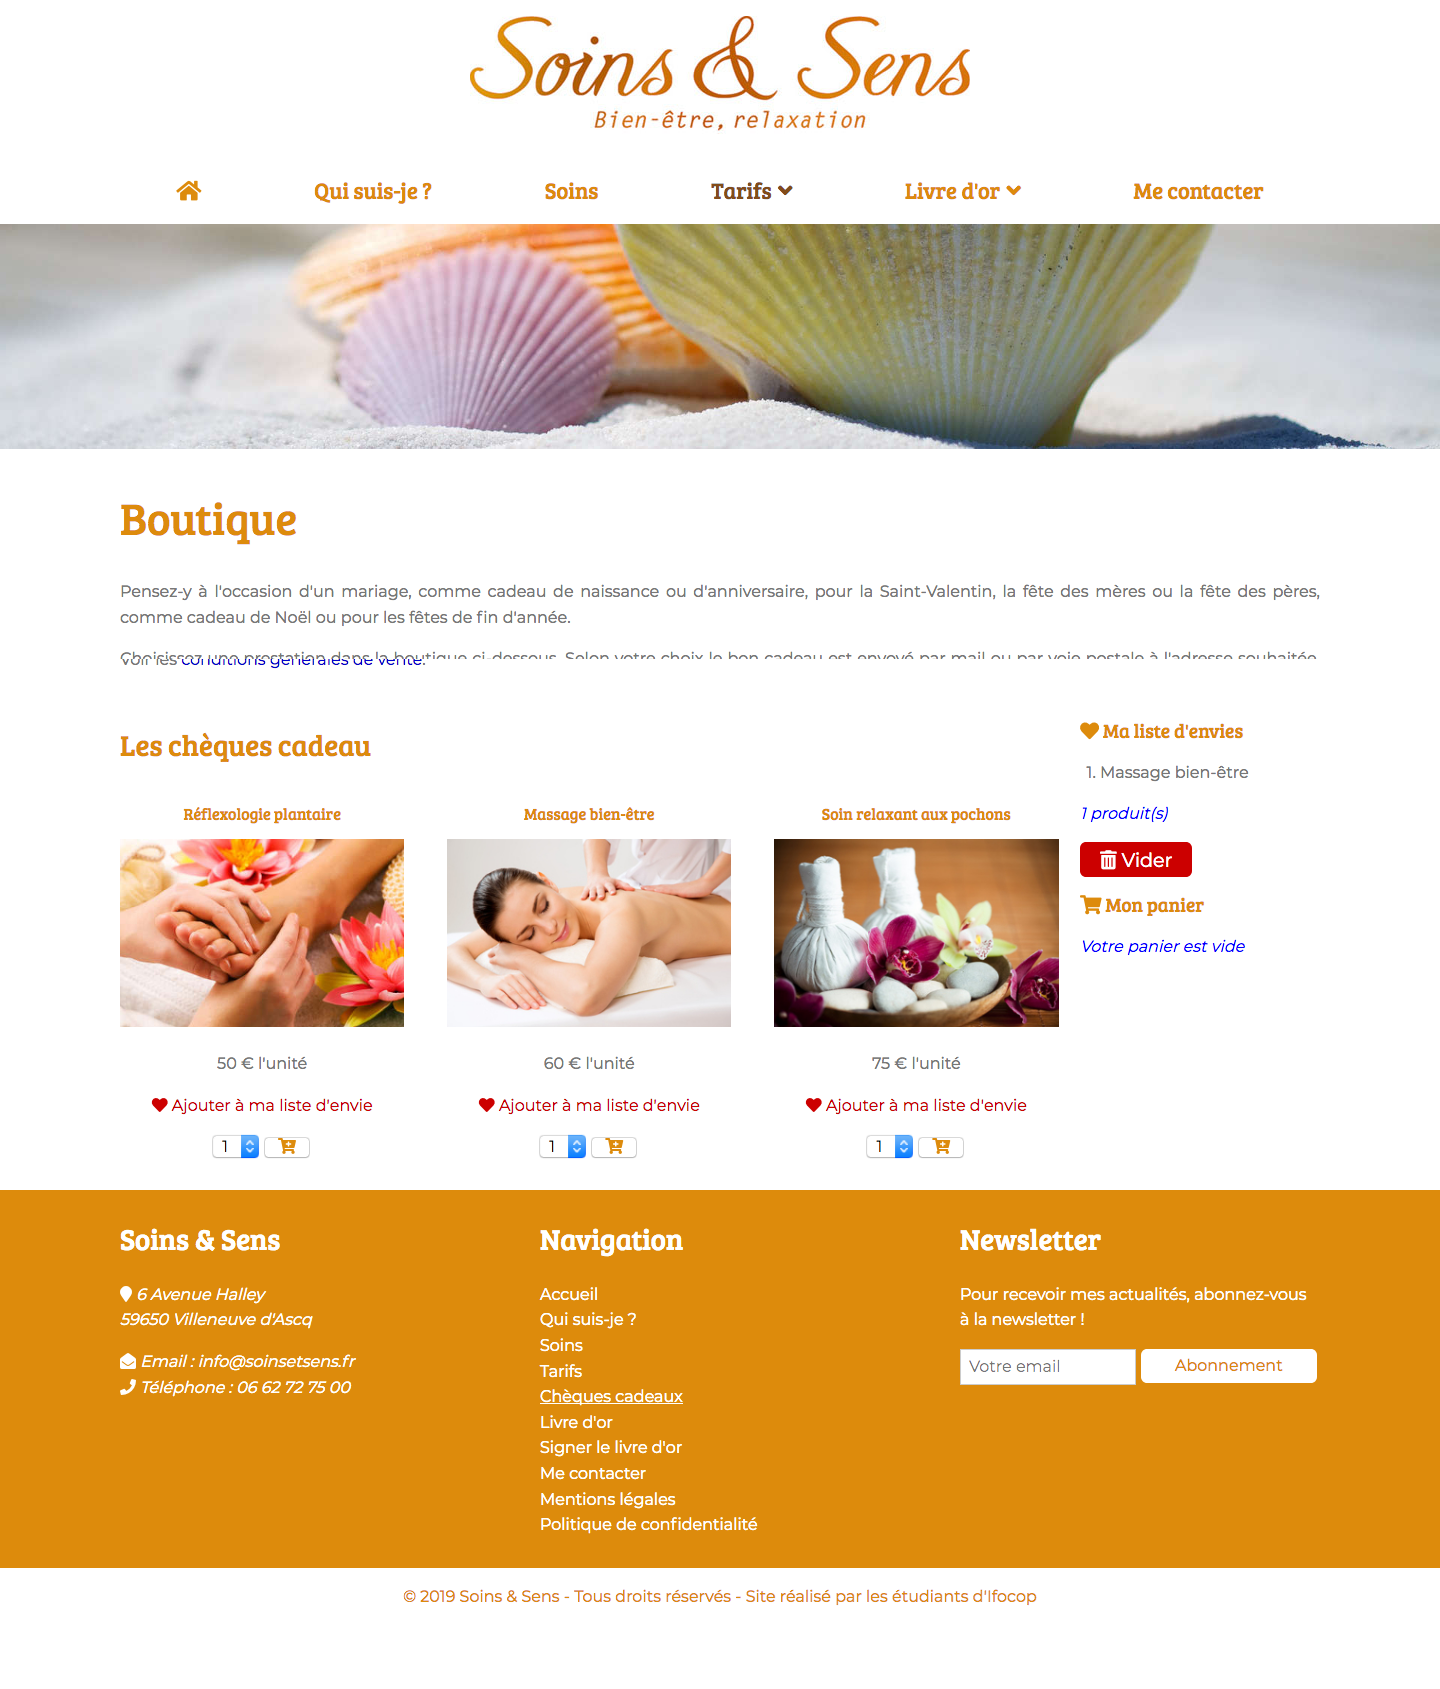 Soins & Sens
Bien-être, relaxation
Qui suis-je ?
Soins
Tarifs
Livre d'or
Me contacter
Boutique
Pensez-y à l'occasion d'un mariage, comme cadeau de naissance ou d'anniversaire, pour la Saint-Valentin, la fête des mères ou la fête des pères,
comme cadeau de Noël ou pour les fêtes de fin d'année.
Choisissez une prestation dans la boutique ci-dessous. Selon votre choix le bon cadeau est envoyé par mail ou par voie postale à l'adresse souhaitée.
Voir les conditions générales de vente.
Les chèques cadeau
Réflexologie plantaire
Massage bien-être
Soin relaxant aux pochons
50 € l'unité
60 € l'unité
75 € l'unité
Ajouter à ma liste d'envie
Ajouter à ma liste d'envie
Ajouter à ma liste d'envie
1
1
1
Ma liste d'envies
1. Massage bien-être
1 produit(s)
Vider
Mon panier
Votre panier est vide
Soins & Sens
6 Avenue Halley
59650 Villeneuve d'Ascq
Email : info@soinsetsens.fr
Téléphone : 06 62 72 75 00
Navigation
Accueil
Qui suis-je ?
Soins
Tarifs
Chèques cadeaux
Livre d'or
Signer le livre d'or
Me contacter
Mentions légales
Politique de confidentialité
Newsletter
Pour recevoir mes actualités, abonnez-vous
à la newsletter !
Votre email
Abonnement
© 2019 Soins & Sens - Tous droits réservés - Site réalisé par les étudiants d'Ifocop